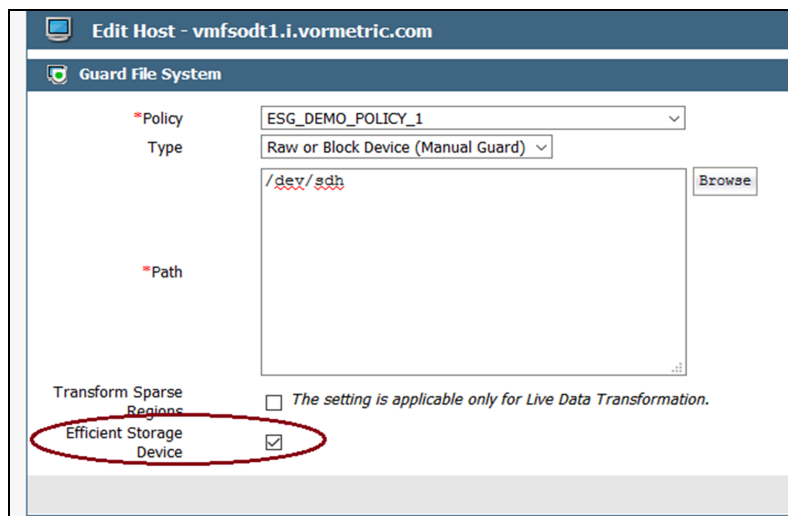 Edit Host - vmfsodt1.i.vormetric.com
Guard File System
*Policy
ESG_DEMO_POLICY_1
Type
Raw or Block Device (Manual Guard)
*Path
/dev/sdh
Browse
Transform Sparse
Regions
The setting is applicable only for Live Data Transformation.
Efficient Storage
Device